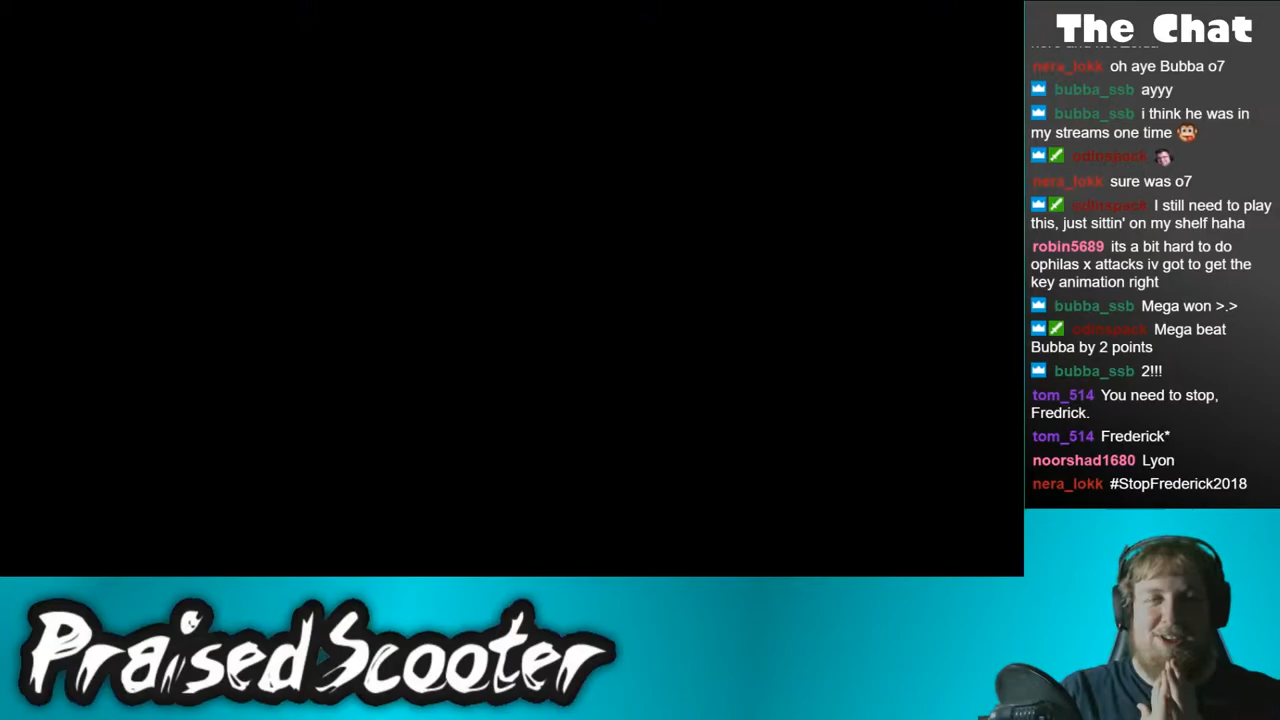 The Chat
nera_lokk oh aye Bubba o7
bubba_ssb ayyy
bubba_ssb i think he was in
my streams one time
odinspack
nera_lokk sure was o7
odinspack I still need to play
this, just sittin' on my shelf haha
robin5689 its a bit hard to do
ophilas x attacks iv got to get the
key animation right
bubba_ssb Mega won >.>
odinspack Mega beat
Bubba by 2 points
bubba_ssb 2!!!
tom_514 You need to stop,
Fredrick.
tom_514 Frederick*
noorshad1680 Lyon
nera_lokk #StopFrederick2018
PraisedScooter